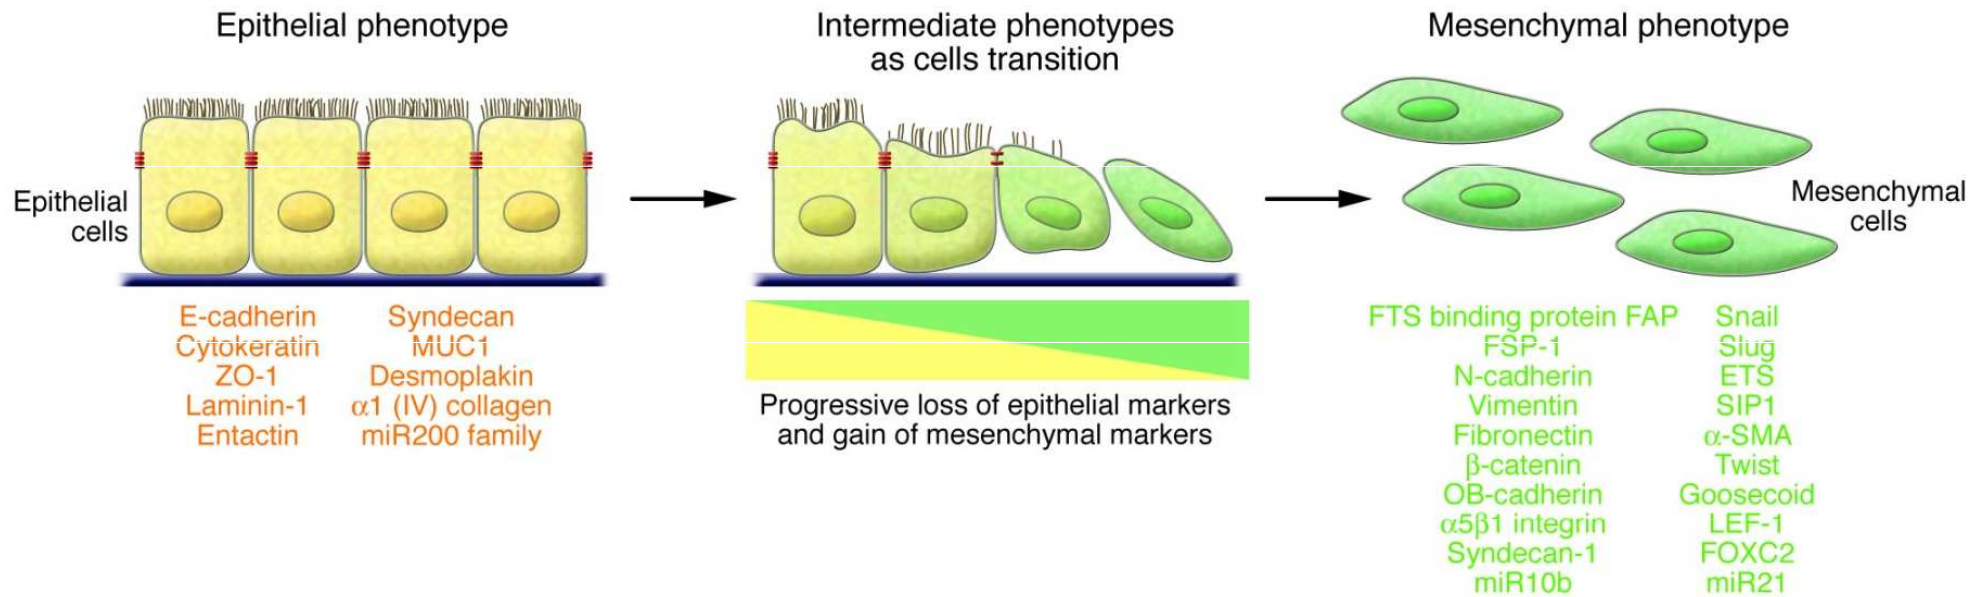 Epithelial phenotype
Intermediate phenotypes
as cells transition
Mesenchymal phenotype
Epithelial
cells
Mesenchymal
cells
E-cadherin
Cytokeratin
ZO-1
Laminin-1
Entactin
Syndecan
MUC1
Desmoplakin
α1 (IV) collagen
miR200 family
Progressive loss of epithelial markers
and gain of mesenchymal markers
FTS binding protein FAP
FSP-1
N-cadherin
Vimentin
Fibronectin
β-catenin
OB-cadherin
α5β1 integrin
Syndecan-1
miR10b
Snail
Slug
ETS
SIP1
α-SMA
Twist
Goosecoid
LEF-1
FOXC2
miR21